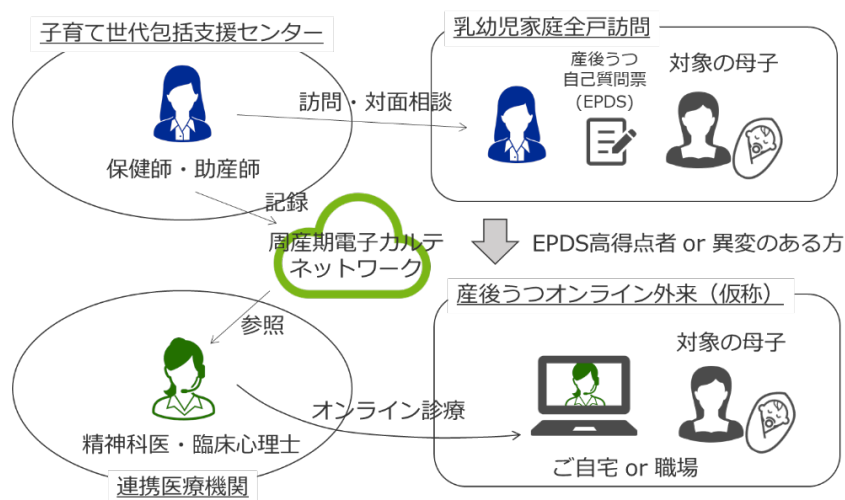 子育て世代包括支援センター
保健師・助産師
訪問・対面相談
乳幼児家庭全戸訪問
産後うつ
自己質問票
(EPDS)
対象の母子
記録
周産期電子カルテ
ネットワーク
参照
EPDS高得点者 or 異変のある方
精神科医・臨床心理士
連携医療機関
オンライン診療
産後うつオンライン外来（仮称）
対象の母子
ご自宅 or 職場